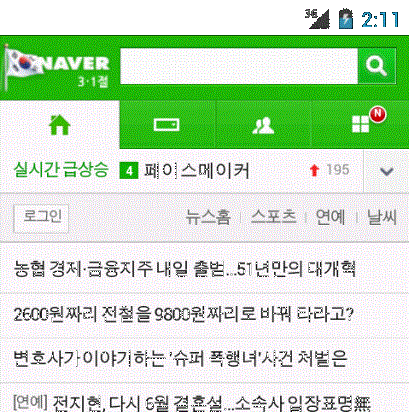 3G 2:11
NAVER
3·1절
N
실시간 급상승 4 페이스메이커 195
로그인 뉴스홈 스포츠 연예 날씨
농협 경제·금융지주 내일 출범...51년만의 대개혁
2600원짜리 전철을 9800원짜리로 바꿔 타라고?
변호사가 이야기하는 '슈퍼 폭행녀'사건 처벌은
[연예] 전지현, 다시 6월 결혼설...소속사 입장표명無